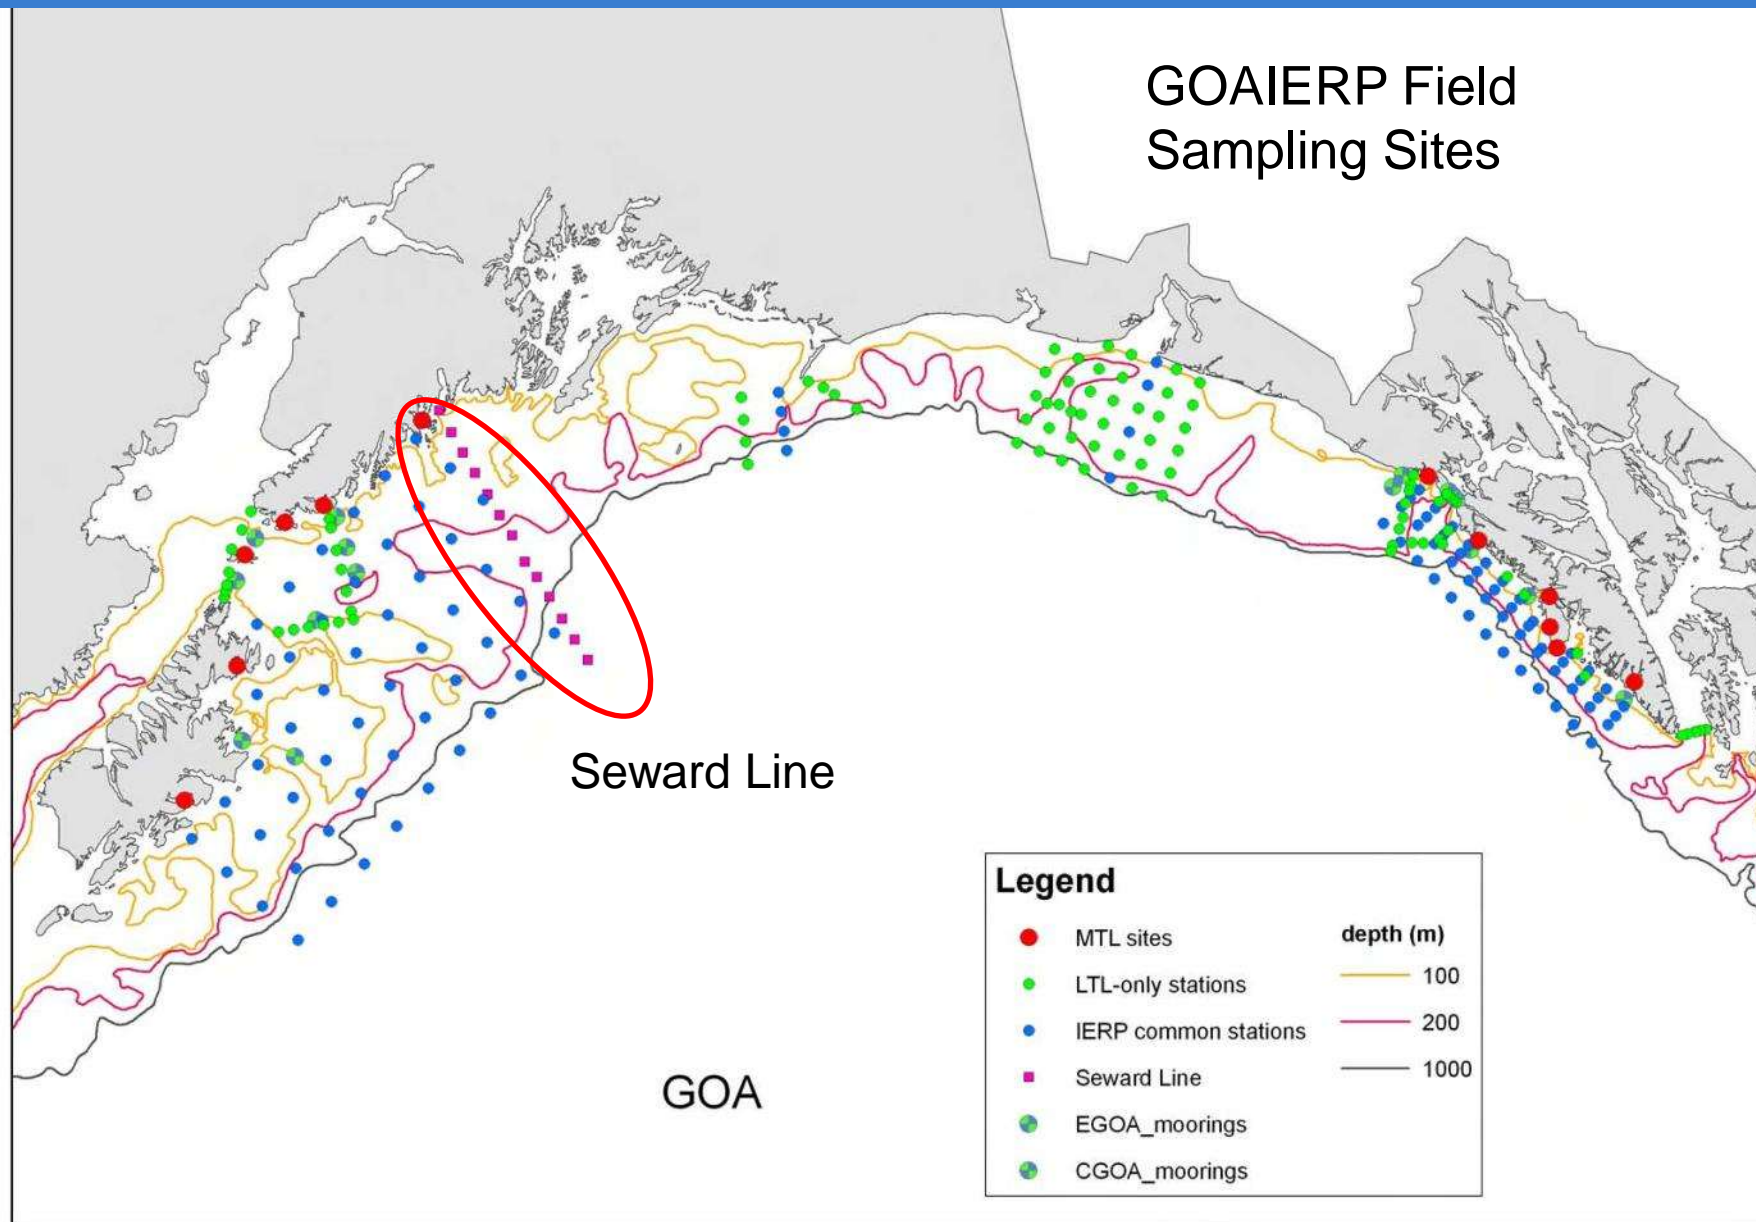 GOAIERP Field
Sampling Sites
Seward Line
GOA
Legend
MTL sites
LTL-only stations
IERP common stations
Seward Line
EGOA_moorings
CGOA_moorings
depth (m)
100
200
1000